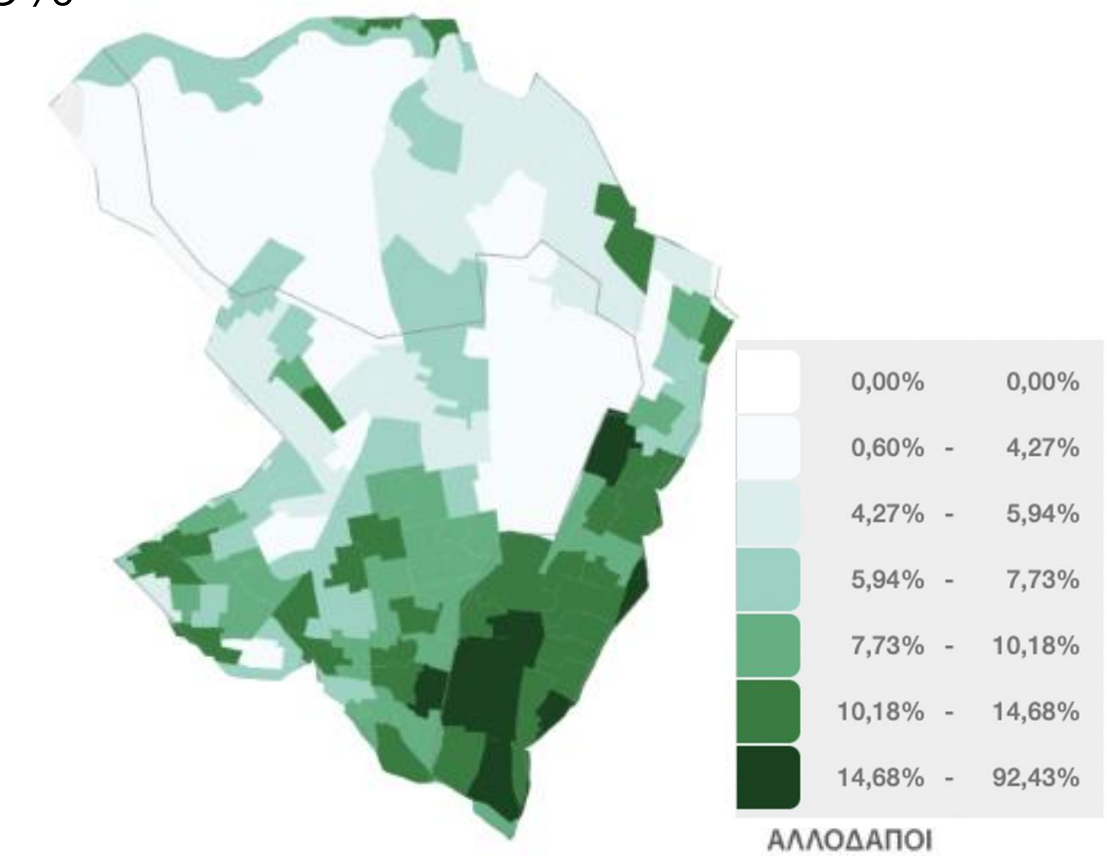 0,00% 0,00%
0,60% - 4,27%
4,27% - 5,94%
5,94% - 7,73%
7,73% - 10,18%
10,18% - 14,68%
14,68% - 92,43%
ΑΛΛΟΔΑΠΟΙ